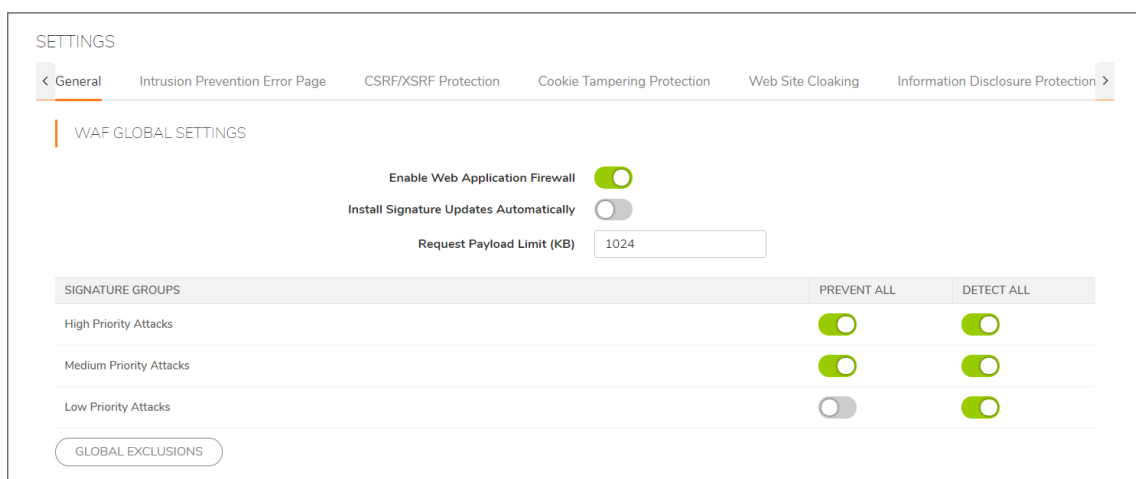 SETTINGS
< General Intrusion Prevention Error Page CSRF/XSRF Protection Cookie Tampering Protection Web Site Cloaking Information Disclosure Protection >
WAF GLOBAL SETTINGS
Enable Web Application Firewall
Install Signature Updates Automatically
Request Payload Limit (KB) 1024
SIGNATURE GROUPS PREVENT ALL DETECT ALL
High Priority Attacks
Medium Priority Attacks
Low Priority Attacks
GLOBAL EXCLUSIONS